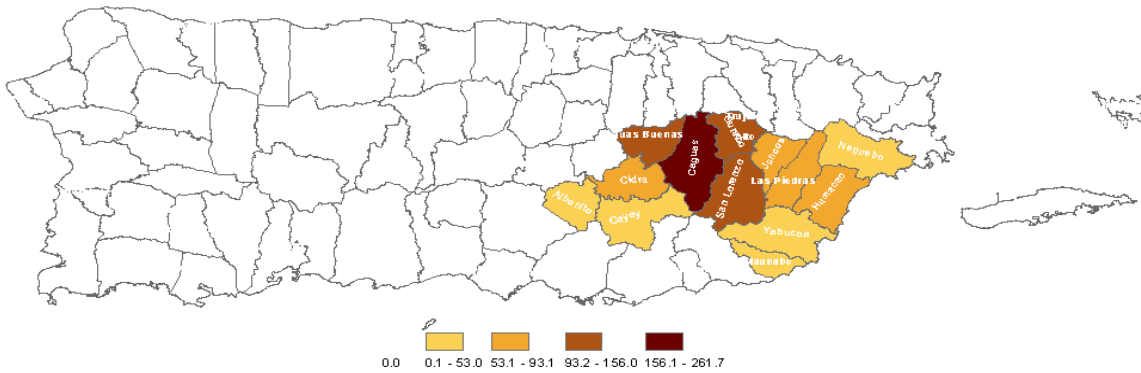 uas Buenas
Caguas
San Lorenzo
Juncos
Las Piedras
Naguabo
Humacao
Cidra
Aibonito
Cayey
Yabucoa
Maunabo
0.0 0.1 - 53.0 53.1 - 93.1 93.2 - 156.0 156.1 - 261.7